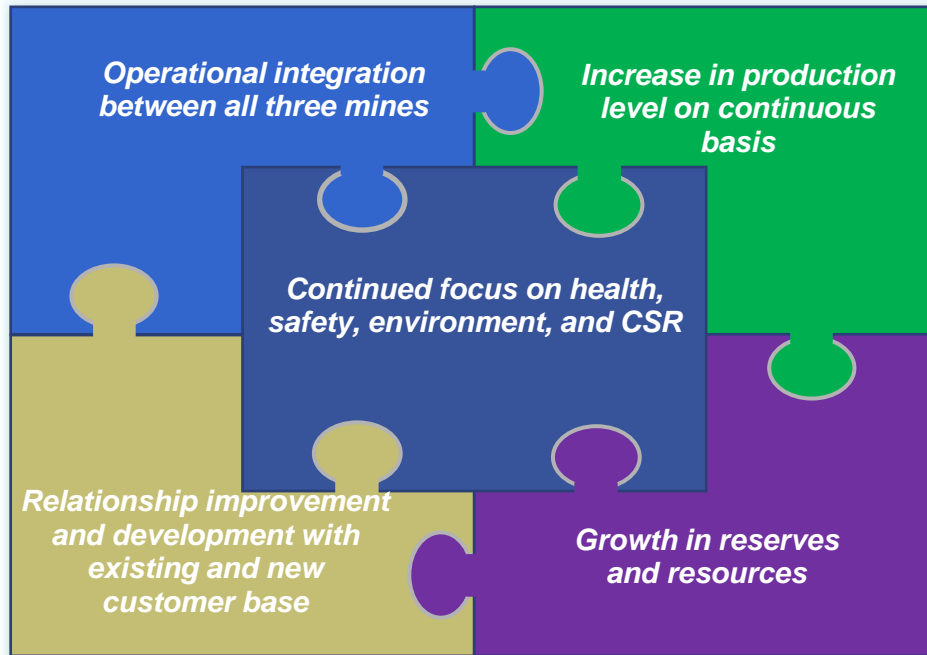 Operational integration
between all three mines
Increase in production
level on continuous
basis
Continued focus on health,
safety, environment, and CSR
Relationship improvement
and development with
existing and new
customer base
Growth in reserves
and resources